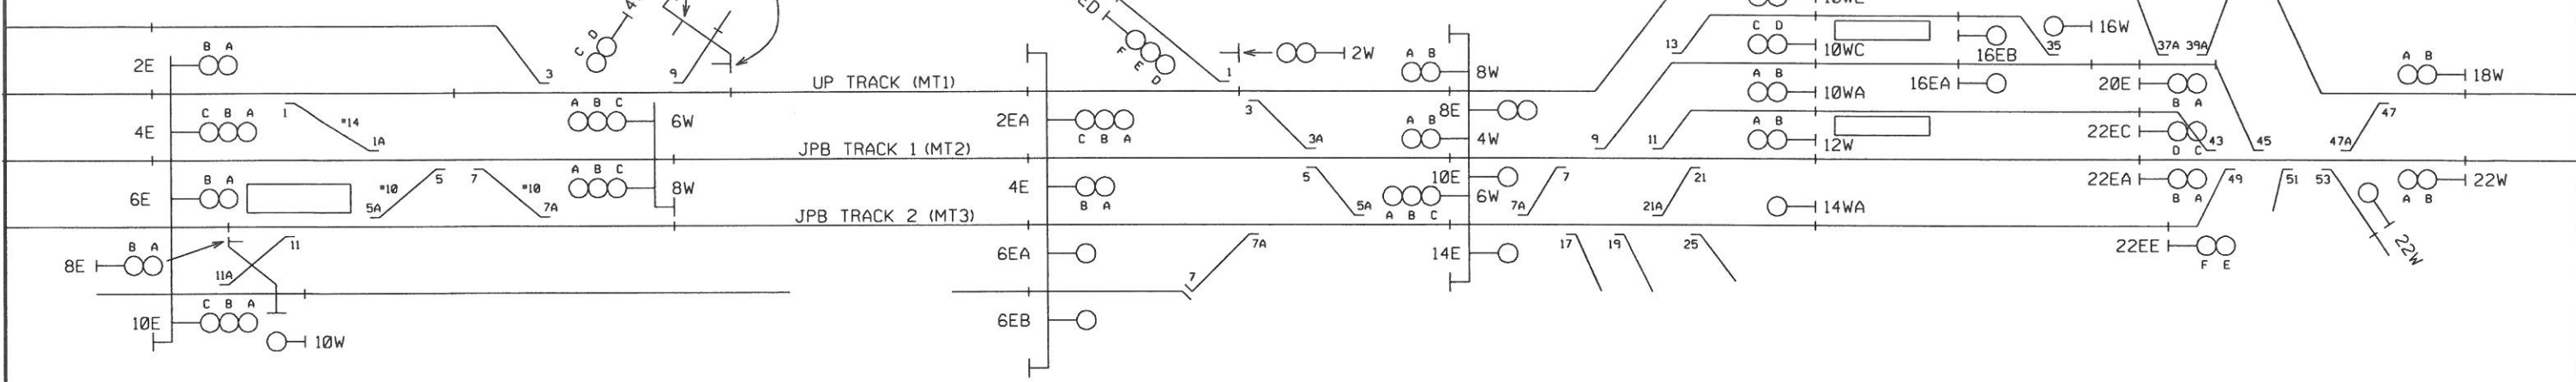 2E
B A
3
9
C D
4E
C B A
1
#14
1A
A B C
6W
6E
B A
5A
#10
5
7
#10
7A
A B C
8W
8E
B A
11A
11
10E
C B A
10W
UP TRACK (MT1)
JPB TRACK 1 (MT2)
JPB TRACK 2 (MT3)
F E D
1
2W
2EA
C B A
3
3A
4E
B A
5
5A
6EA
7
7A
6EB
A B
8W
8E
A B
4W
10E
6W
A B C
14E
7
7A
17
19
25
9
11
13
21
21A
C D
10WC
A B
10WA
A B
12W
14WA
16EB
16EA
35
16W
37A
39A
20E
B A
22EC
D C
43
45
22EA
B A
49
22EE
F E
51
53
47A
47
A B
18W
22W
A B
22W